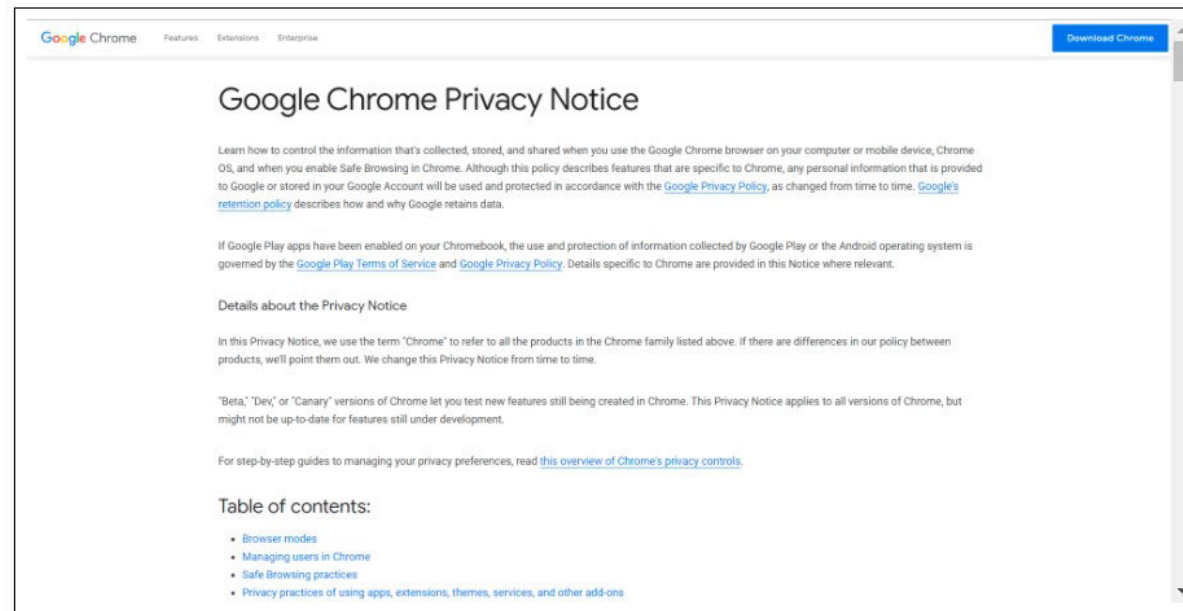 Google Chrome Features Extensions Enterprise Download Chrome
Google Chrome Privacy Notice
Learn how to control the information that's collected, stored, and shared when you use the Google Chrome browser on your computer or mobile device, Chrome
OS, and when you enable Safe Browsing in Chrome. Although this policy describes features that are specific to Chrome, any personal information that is provided
to Google or stored in your Google Account will be used and protected in accordance with the Google Privacy Policy, as changed from time to time. Google's
retention policy describes how and why Google retains data.
If Google Play apps have been enabled on your Chromebook, the use and protection of information collected by Google Play or the Android operating system is
governed by the Google Play Terms of Service and Google Privacy Policy. Details specific to Chrome are provided in this Notice where relevant.
Details about the Privacy Notice
In this Privacy Notice, we use the term "Chrome" to refer to all the products in the Chrome family listed above. If there are differences in our policy between
products, we'll point them out. We change this Privacy Notice from time to time.
"Beta," "Dev," or "Canary" versions of Chrome let you test new features still being created in Chrome. This Privacy Notice applies to all versions of Chrome, but
might not be up-to-date for features still under development.
For step-by-step guides to managing your privacy preferences, read this overview of Chrome's privacy controls.
Table of contents:
• Browser modes
• Managing users in Chrome
• Safe Browsing practices
• Privacy practices of using apps, extensions, themes, services, and other add-ons